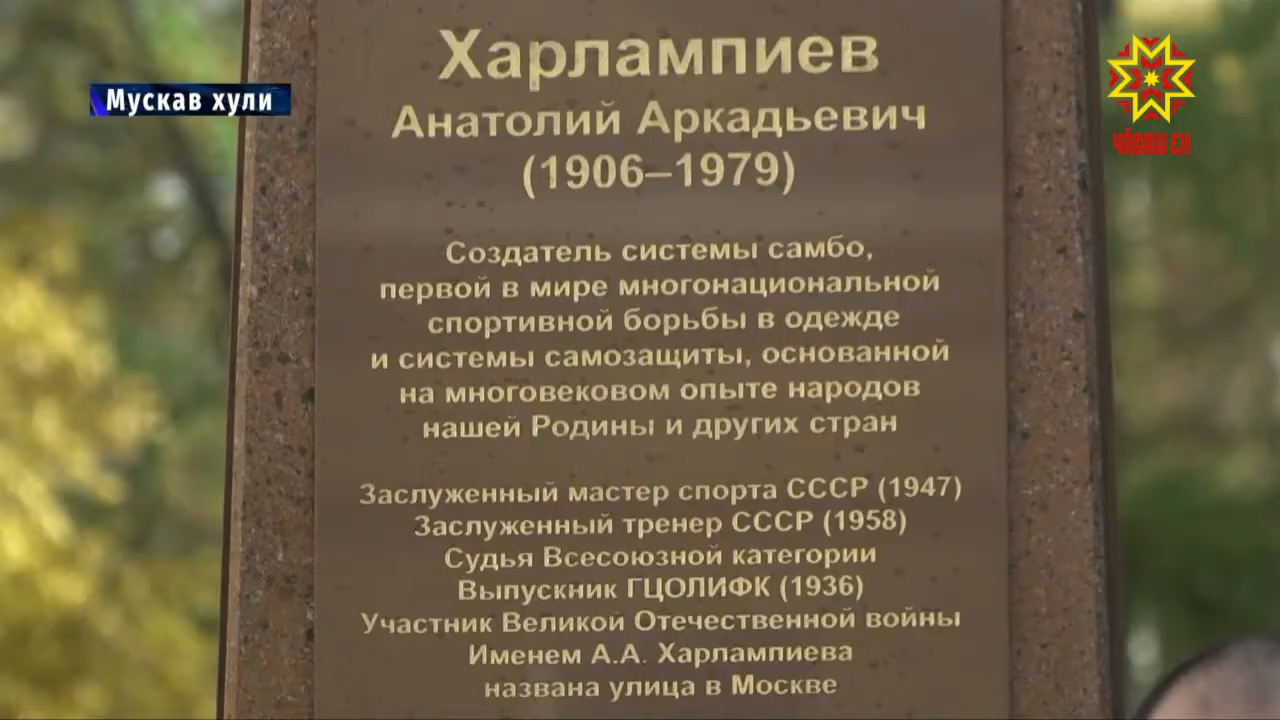 Харлампиев
Анатолий Аркадьевич
(1906–1979)
Создатель системы самбо,
первой в мире многонациональной
спортивной борьбы в одежде
и системы самозащиты, основанной
на многовековом опыте народов
нашей Родины и других стран
Заслуженный мастер спорта СССР (1947)
Заслуженный тренер СССР (1958)
Судья Всесоюзной категории
Выпускник ГЦОЛИФК (1936)
Участник Великой Отечественной войны
Именем А.А. Харлампиева
названа улица в Москве
Мускав хули
ЧӐВАШ ЕН